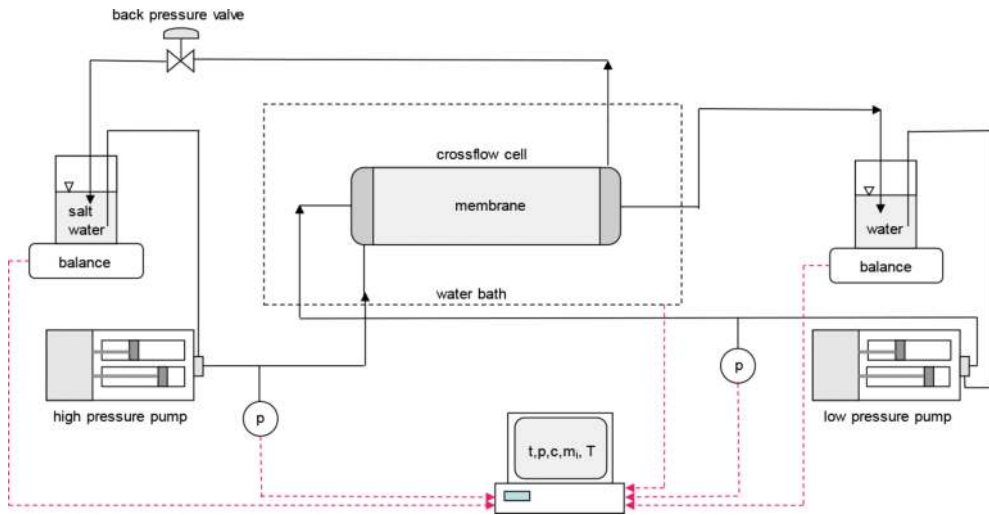 back pressure valve
crossflow cell
membrane
salt
water
water
balance
balance
water bath
high pressure pump
p
p
low pressure pump
t,p,c,mᵢ, T